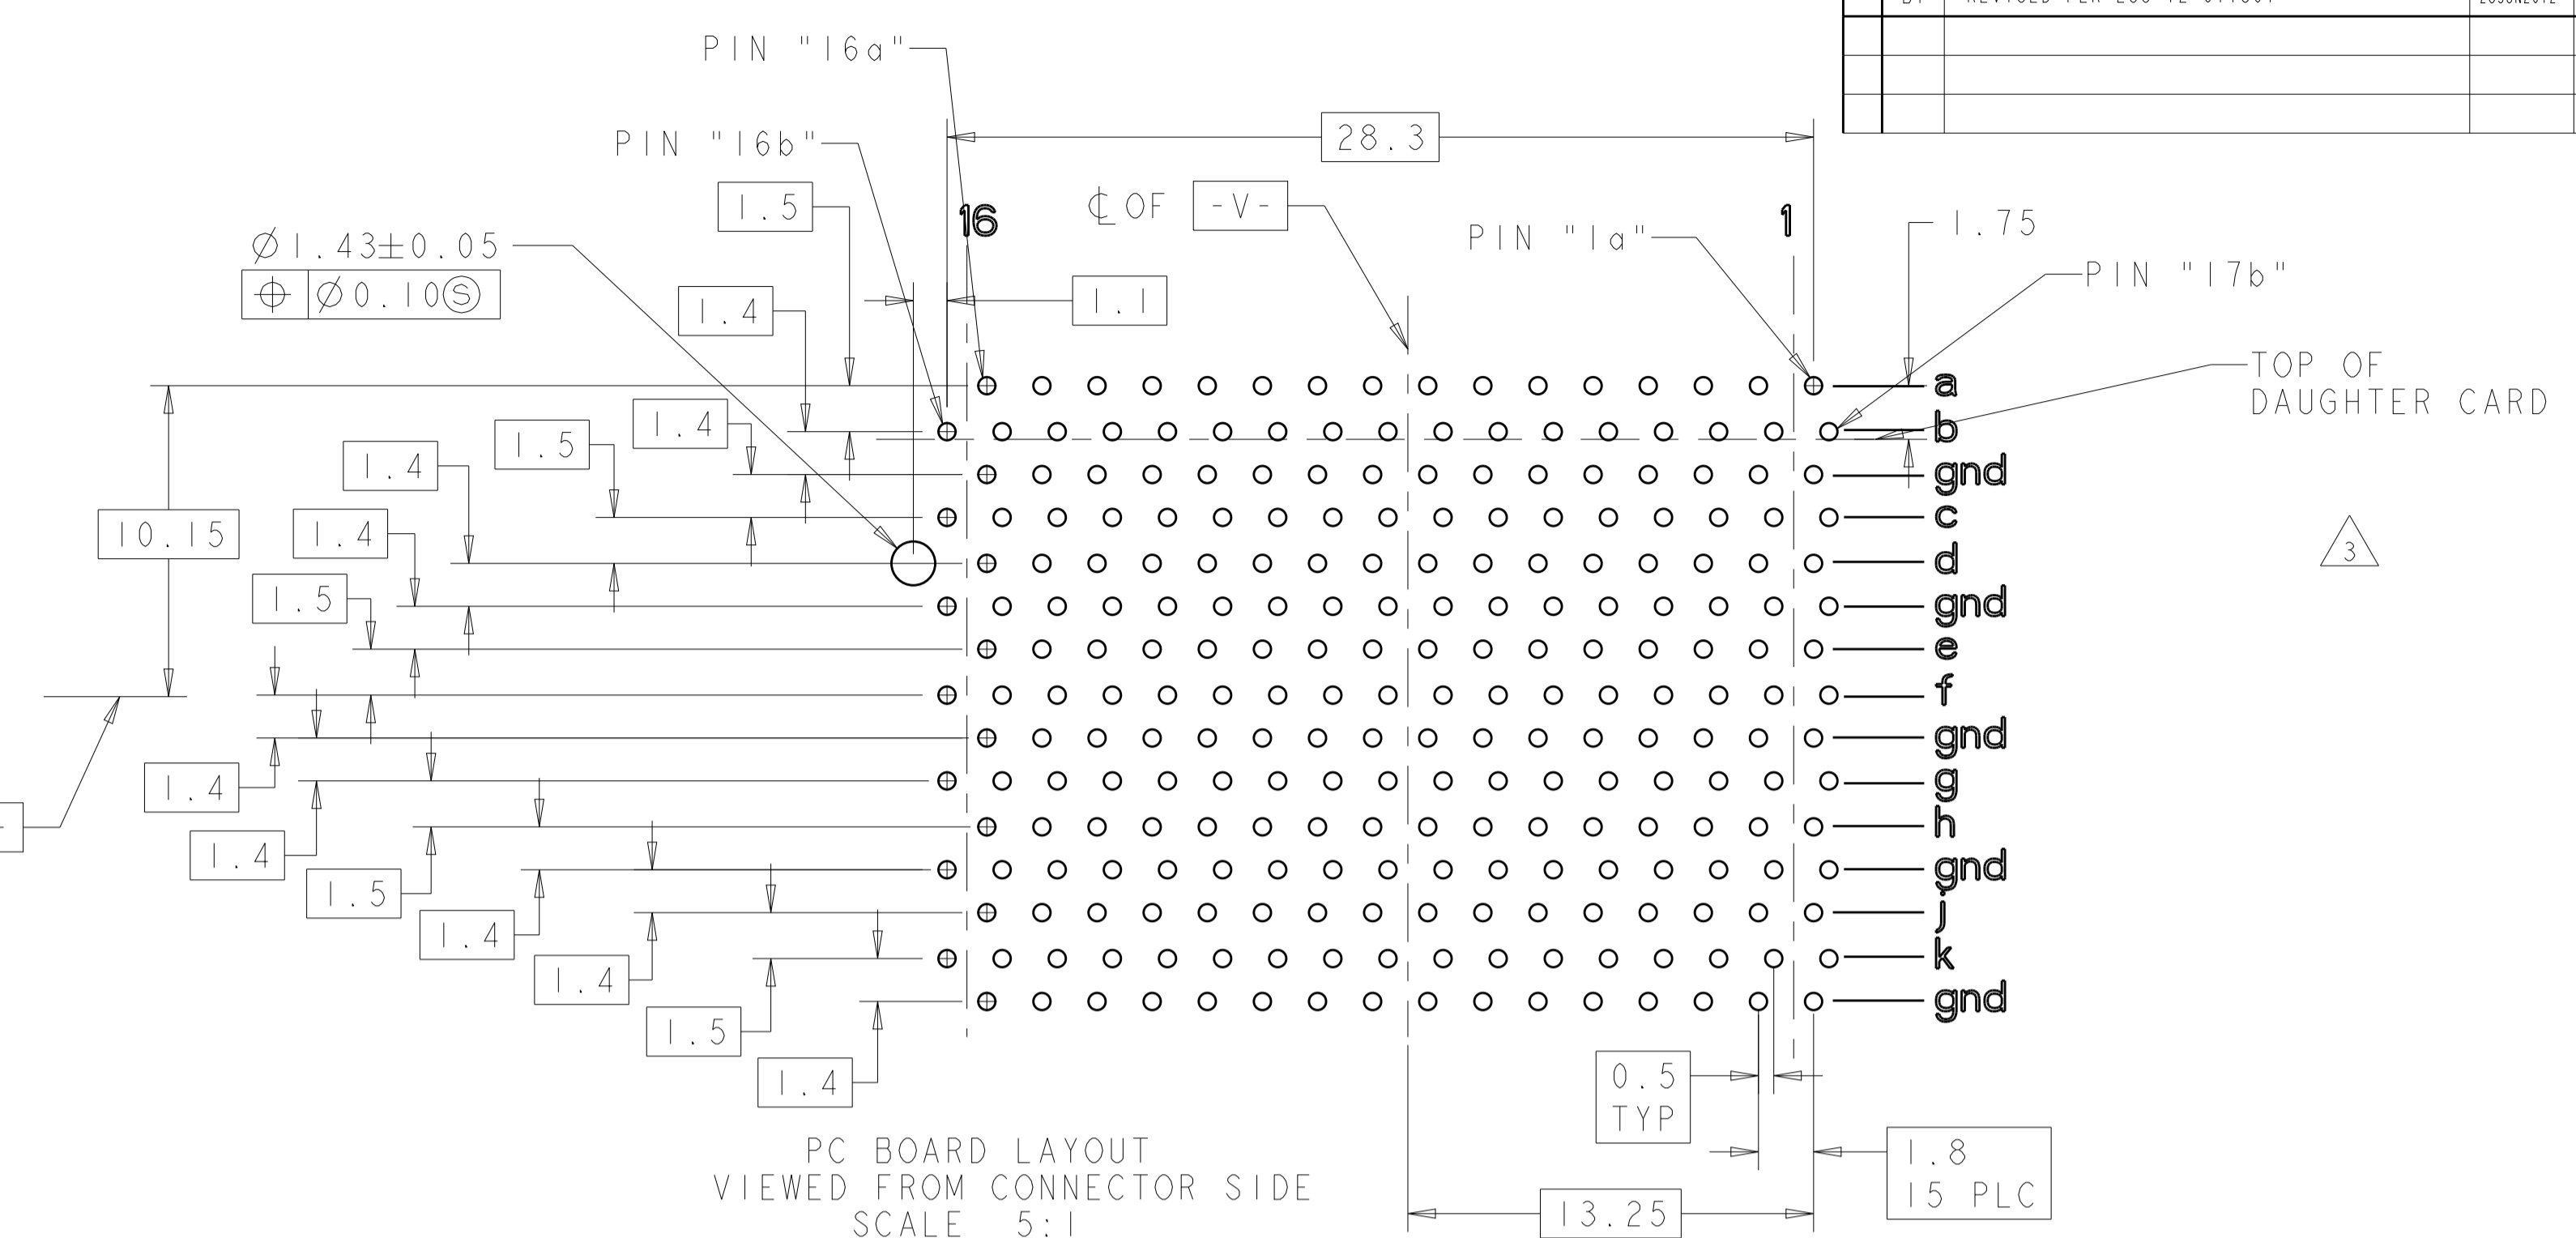 PIN "16a"
PIN "16b"
28.3
1.5
16
℄ OF -V-
PIN "1a"
1
1.75
PIN "17b"
Ø1.43±0.05
⌖ Ø0.10Ⓢ
1.4
1.1
TOP OF
DAUGHTER CARD
a
1.4
b
1.5
1.4
gnd
10.15
1.4
c
3
d
1.5
gnd
e
f
gnd
1.4
g
1.4
h
1.5
gnd
1.4
j
1.4
k
1.5
gnd
1.4
0.5
TYP
PC BOARD LAYOUT
VIEWED FROM CONNECTOR SIDE
SCALE 5:1
1.8
15 PLC
13.25